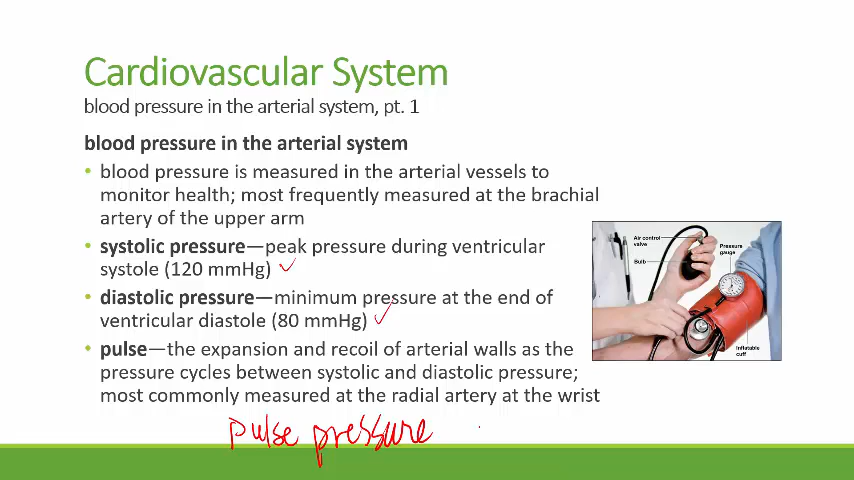 Cardiovascular System
blood pressure in the arterial system, pt. 1
blood pressure in the arterial system
• blood pressure is measured in the arterial vessels to
monitor health; most frequently measured at the brachial
artery of the upper arm
• systolic pressure—peak pressure during ventricular
systole (120 mmHg)
• diastolic pressure—minimum pressure at the end of
ventricular diastole (80 mmHg)
• pulse—the expansion and recoil of arterial walls as the
pressure cycles between systolic and diastolic pressure;
most commonly measured at the radial artery at the wrist
Air control
valve
Bulb
Pressure
gauge
Inflatable
cuff
pulse pressure